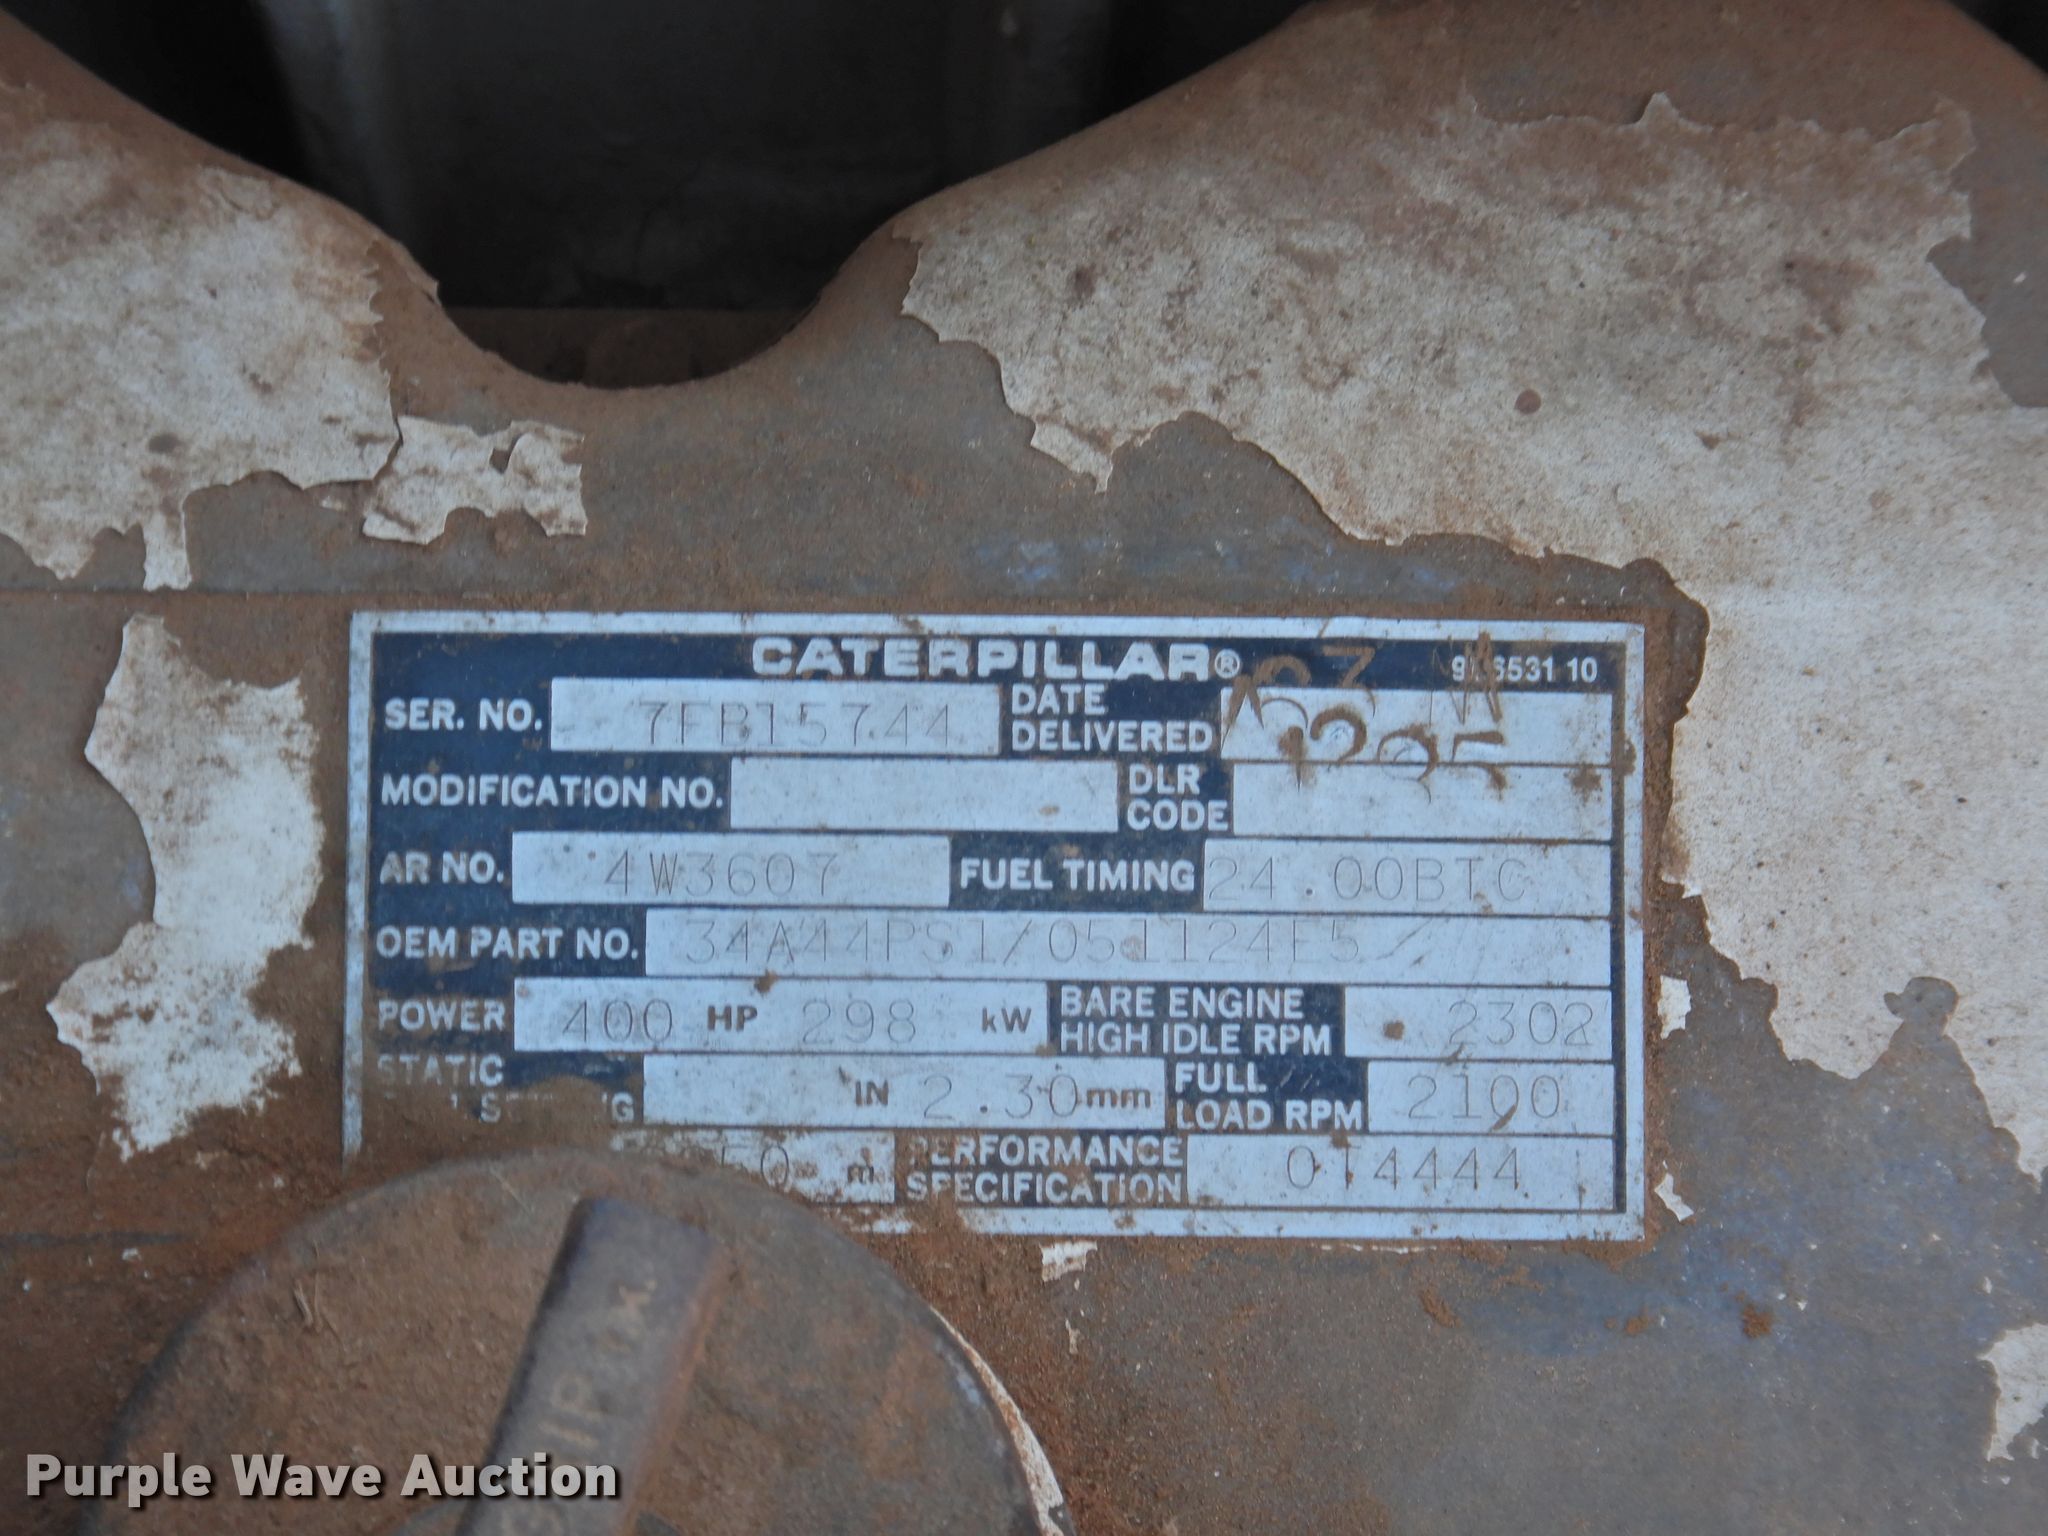 CATERPILLAR®
SER. NO. 7FB15744 DATE DELIVERED
MODIFICATION NO. DLR CODE
AR NO. 4W3607 FUEL TIMING 24.00BTC
OEM PART NO. 34A44PS1/051124E5/
POWER 400 HP 298 kW BARE ENGINE HIGH IDLE RPM 2302
STATIC IN 2.30mm FULL LOAD RPM 2100
m PERFORMANCE SPECIFICATION 0T4444
Purple Wave Auction